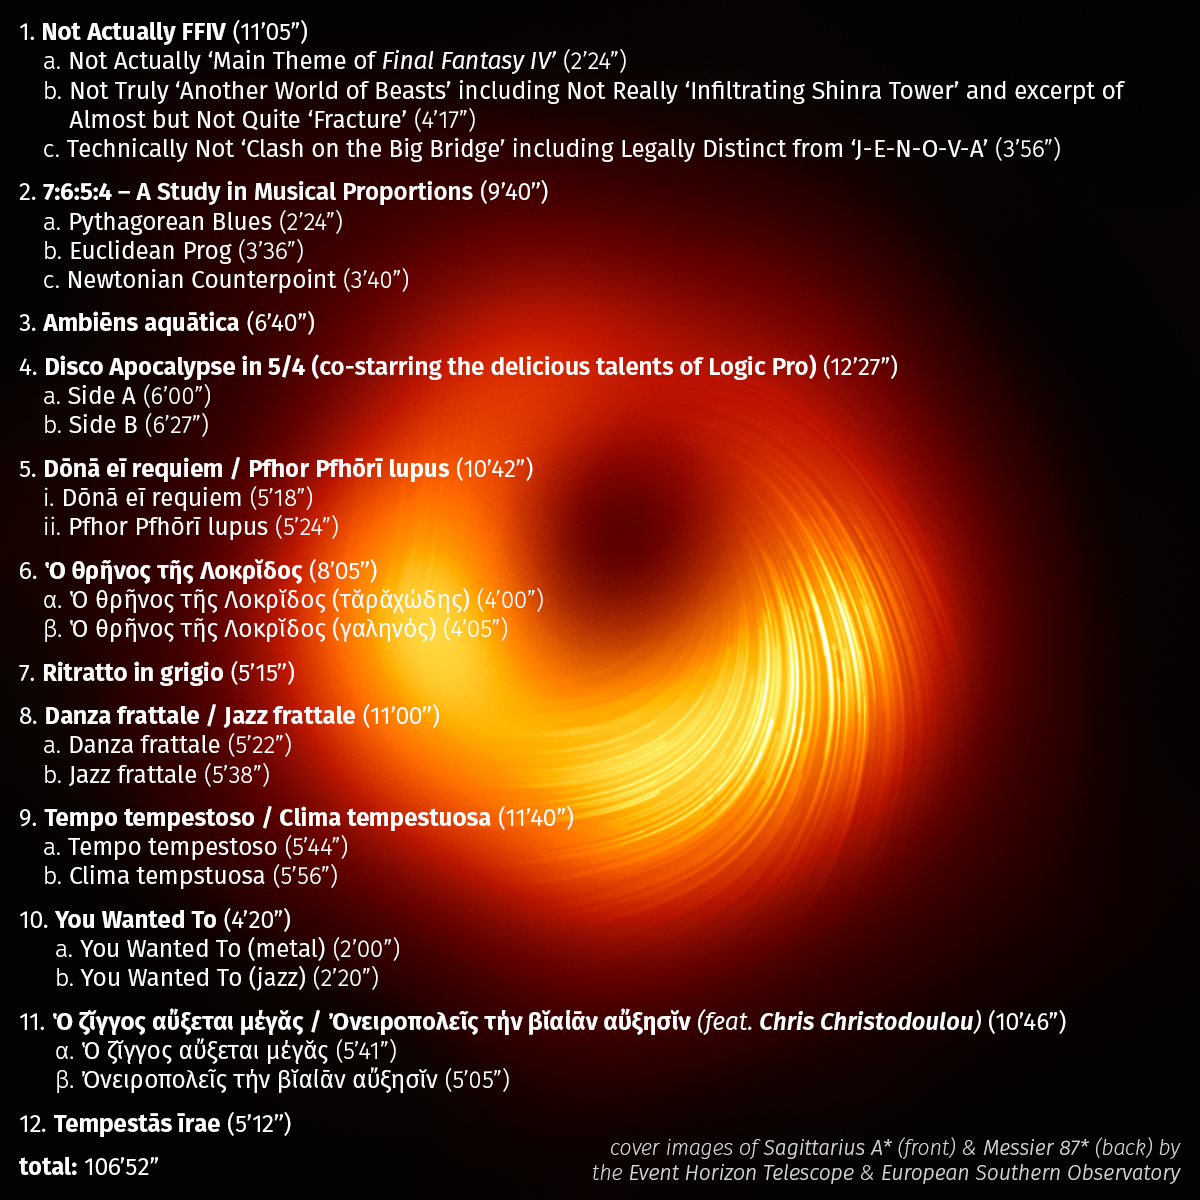 1. Not Actually FFIV (11’05”)
a. Not Actually ‘Main Theme of Final Fantasy IV’ (2’24”)
b. Not Truly ‘Another World of Beasts’ including Not Really ‘Infiltrating Shinra Tower’ and excerpt of
Almost but Not Quite ‘Fracture’ (4’17”)
c. Technically Not ‘Clash on the Big Bridge’ including Legally Distinct from ‘J-E-N-O-V-A’ (3’56”)
2. 7:6:5:4 – A Study in Musical Proportions (9’40”)
a. Pythagorean Blues (2’24”)
b. Euclidean Prog (3’36”)
c. Newtonian Counterpoint (3’40”)
3. Ambiēns aquātica (6’40”)
4. Disco Apocalypse in 5/4 (co-starring the delicious talents of Logic Pro) (12’27”)
a. Side A (6’00”)
b. Side B (6’27”)
5. Dōnā eī requiem / Pfhor Pfhōrī lupus (10’42”)
i. Dōnā eī requiem (5’18”)
ii. Pfhor Pfhōrī lupus (5’24”)
6. Ὁ θρῆνος τῆς Λοκρῐ́δος (8’05”)
α. Ὁ θρῆνος τῆς Λοκρῐ́δος (τᾰρᾰχώδης) (4’00”)
β. Ὁ θρῆνος τῆς Λοκρῐ́δος (γαληνός) (4’05”)
7. Ritratto in grigio (5’15”)
8. Danza frattale / Jazz frattale (11’00”)
a. Danza frattale (5’22”)
b. Jazz frattale (5’38”)
9. Tempo tempestoso / Clima tempestuosa (11’40”)
a. Tempo tempestoso (5’44”)
b. Clima tempstuosa (5’56”)
10. You Wanted To (4’20”)
a. You Wanted To (metal) (2’00”)
b. You Wanted To (jazz) (2’20”)
11. Ὁ ζῐ́γγος αὔξεται μέγᾰς / Ὀνειροπολεῖς τήν βῐαίᾱν αὔξησῐν (feat. Chris Christodoulou) (10’46”)
α. Ὁ ζῐ́γγος αὔξεται μέγᾰς (5’41”)
β. Ὀνειροπολεῖς τήν βῐαίᾱν αὔξησῐν (5’05”)
12. Tempestās īrae (5’12”)
total: 106’52”
cover images of Sagittarius A* (front) & Messier 87* (back) by
the Event Horizon Telescope & European Southern Observatory